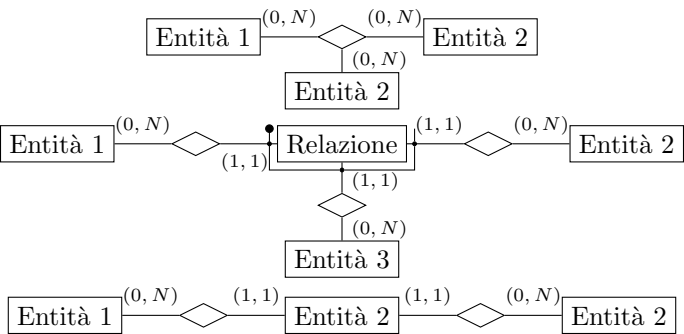 (0, N) (0, N)
Entità 1 Entità 2
(0, N)
Entità 2
(0, N) (1, 1) (0, N)
Entità 1 Relazione Entità 2
(1, 1)
(1, 1)
(0, N)
Entità 3
(0, N) (1, 1) (1, 1) (0, N)
Entità 1 Entità 2 Entità 2